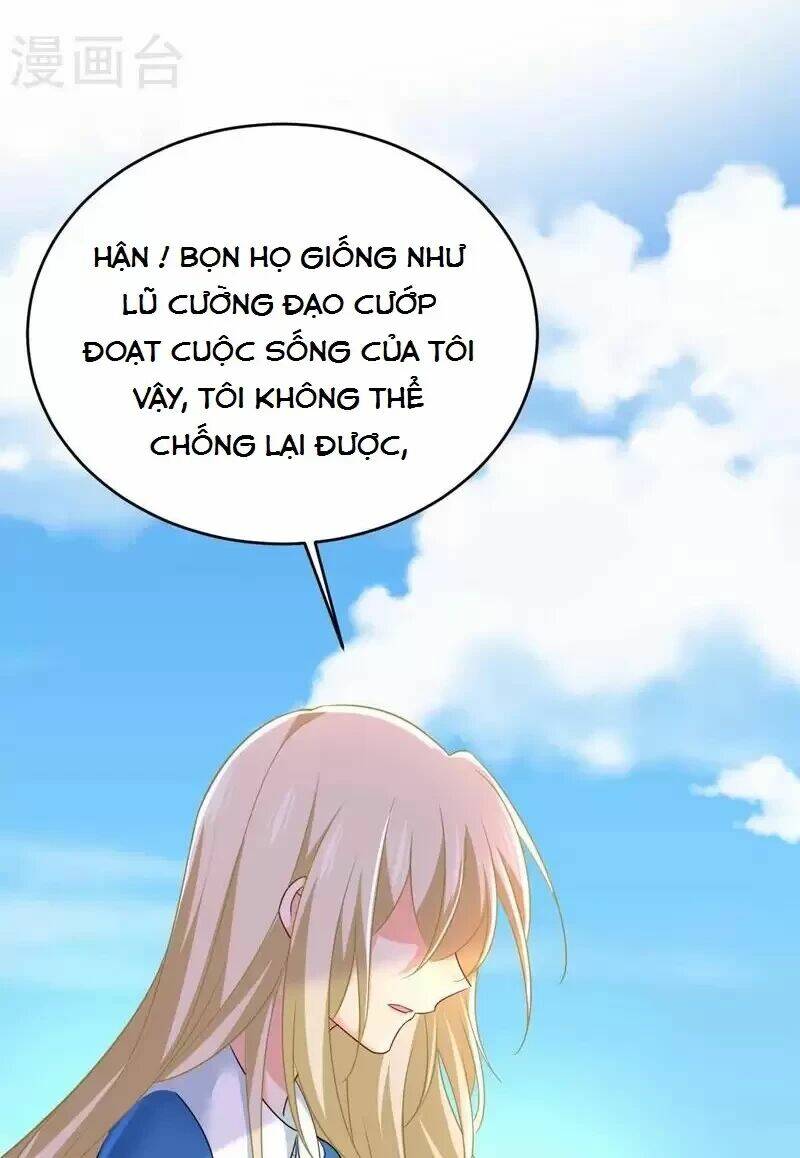 漫画台
HẬN! BỌN HỌ GIỐNG NHƯ
LŨ CƯỜNG ĐẠO CƯỚP
ĐOẠT CUỘC SỐNG CỦA TÔI
VẬY, TÔI KHÔNG THỂ
CHỐNG LẠI ĐƯỢC,